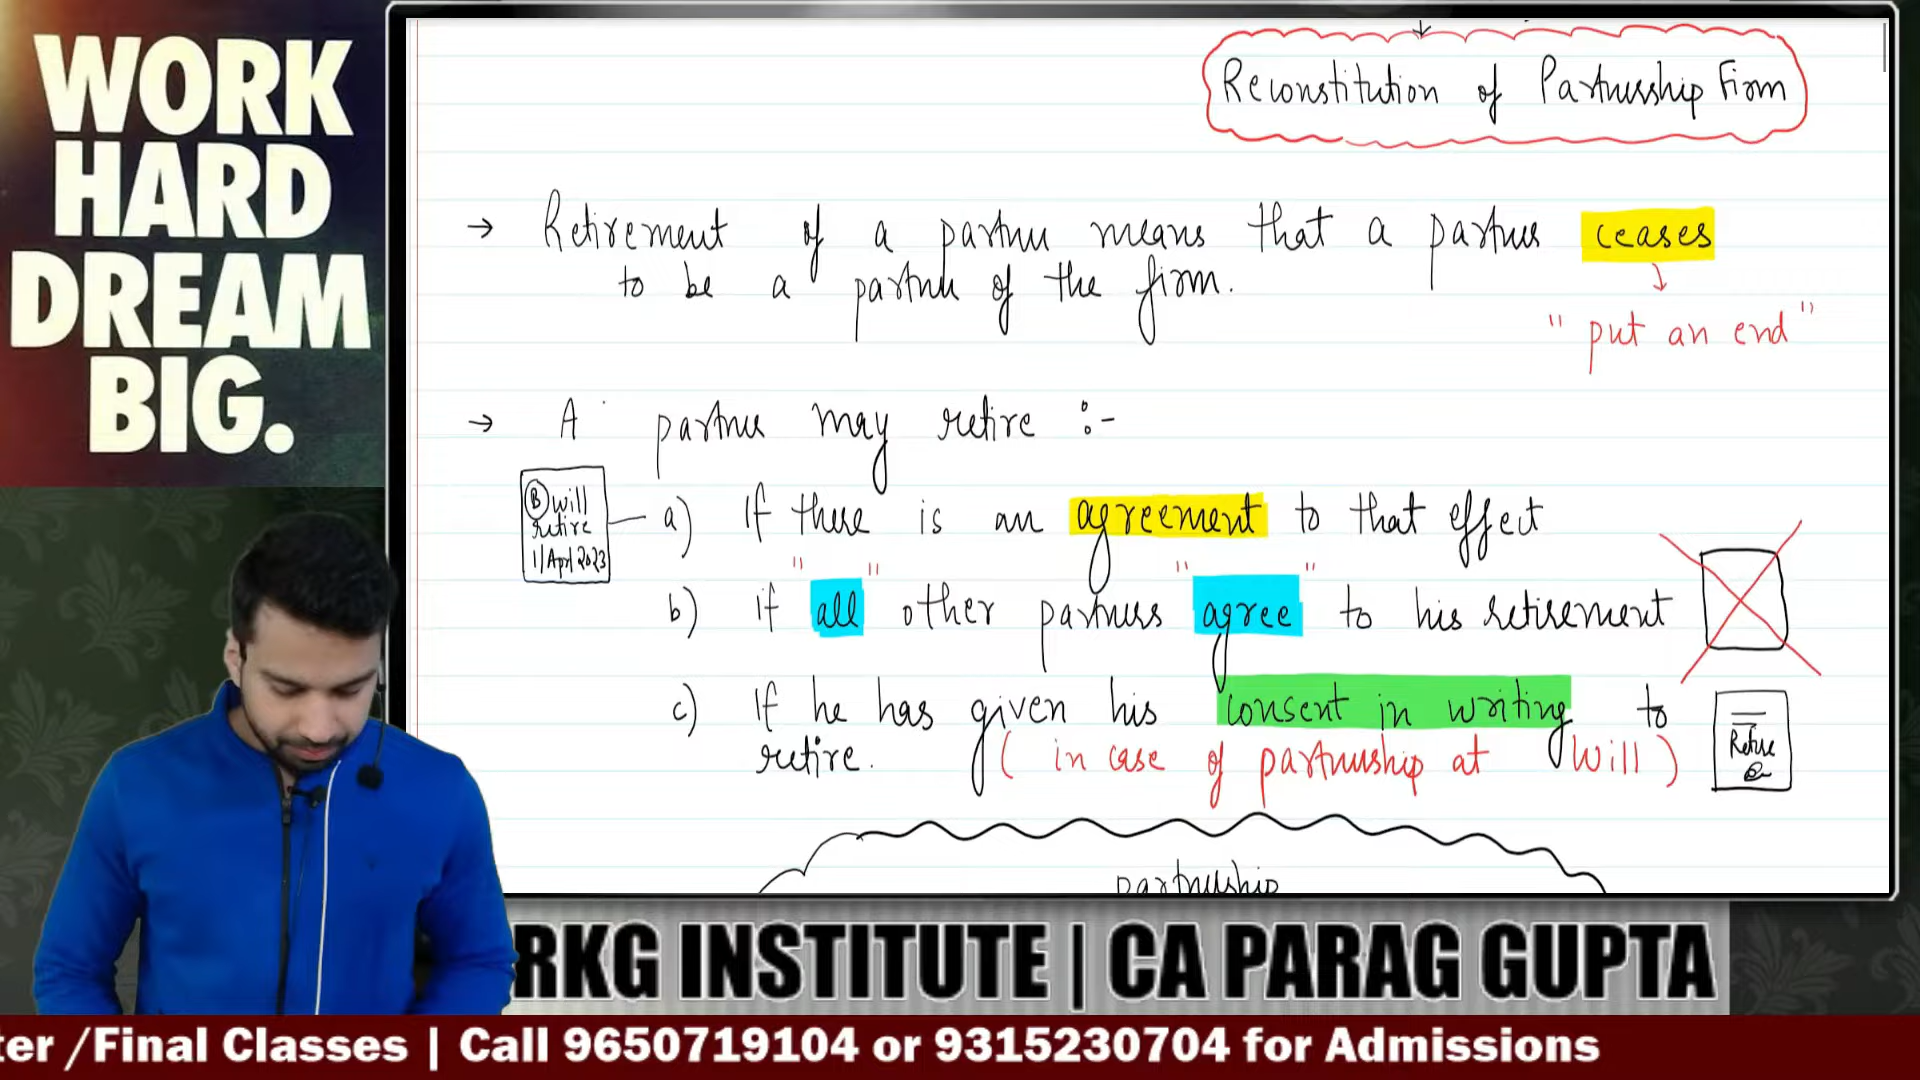 WORK
HARD
DREAM
BIG.
Reconstitution of Partnership Firm
→ Retirement of a partner means that a partner ceases
to be a partner of the firm.
" put an end "
→ A partner may retire :-
B will
retire
1/Apr/2023
a) If there is an agreement to that effect
b) if "all" other partners "agree" to his retirement
c) If he has given his consent in writing to
retire. ( in case of partnership at Will )
Retire
partnership
RKG INSTITUTE | CA PARAG GUPTA
ter /Final Classes | Call 9650719104 or 9315230704 for Admissions